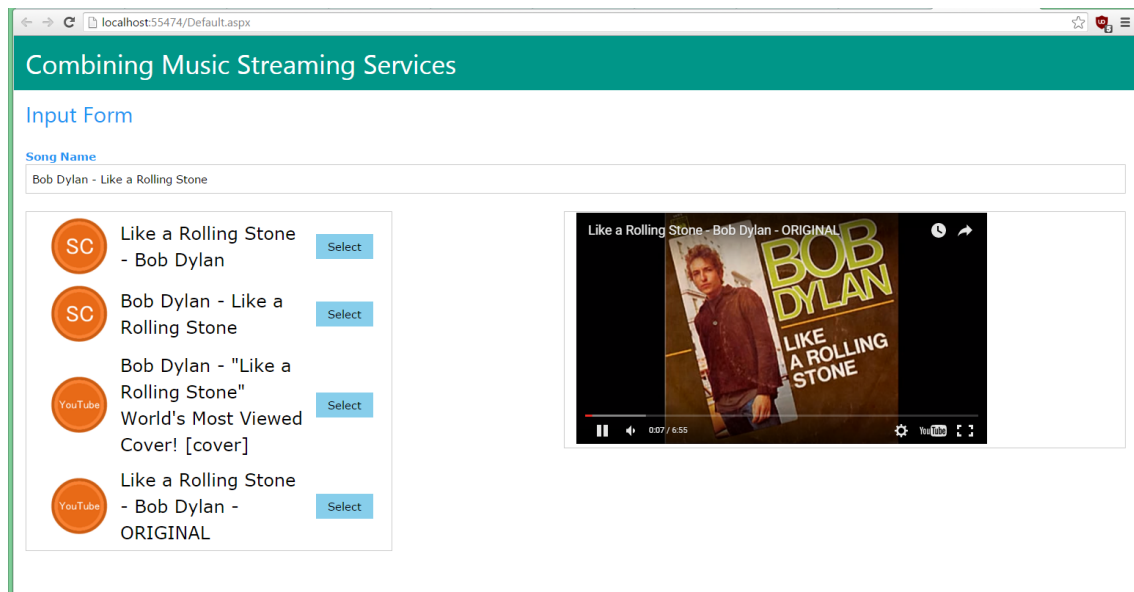 localhost:55474/Default.aspx
Combining Music Streaming Services
Input Form
Song Name
Bob Dylan - Like a Rolling Stone
SC
Like a Rolling Stone
- Bob Dylan
Select
SC
Bob Dylan - Like a
Rolling Stone
Select
YouTube
Bob Dylan - "Like a
Rolling Stone"
World's Most Viewed
Cover! [cover]
Select
YouTube
Like a Rolling Stone
- Bob Dylan -
ORIGINAL
Select
Like a Rolling Stone - Bob Dylan - ORIGINAL
BOB
DYLAN
LIKE
A ROLLING
STONE
0:07 / 6:55
YouTube